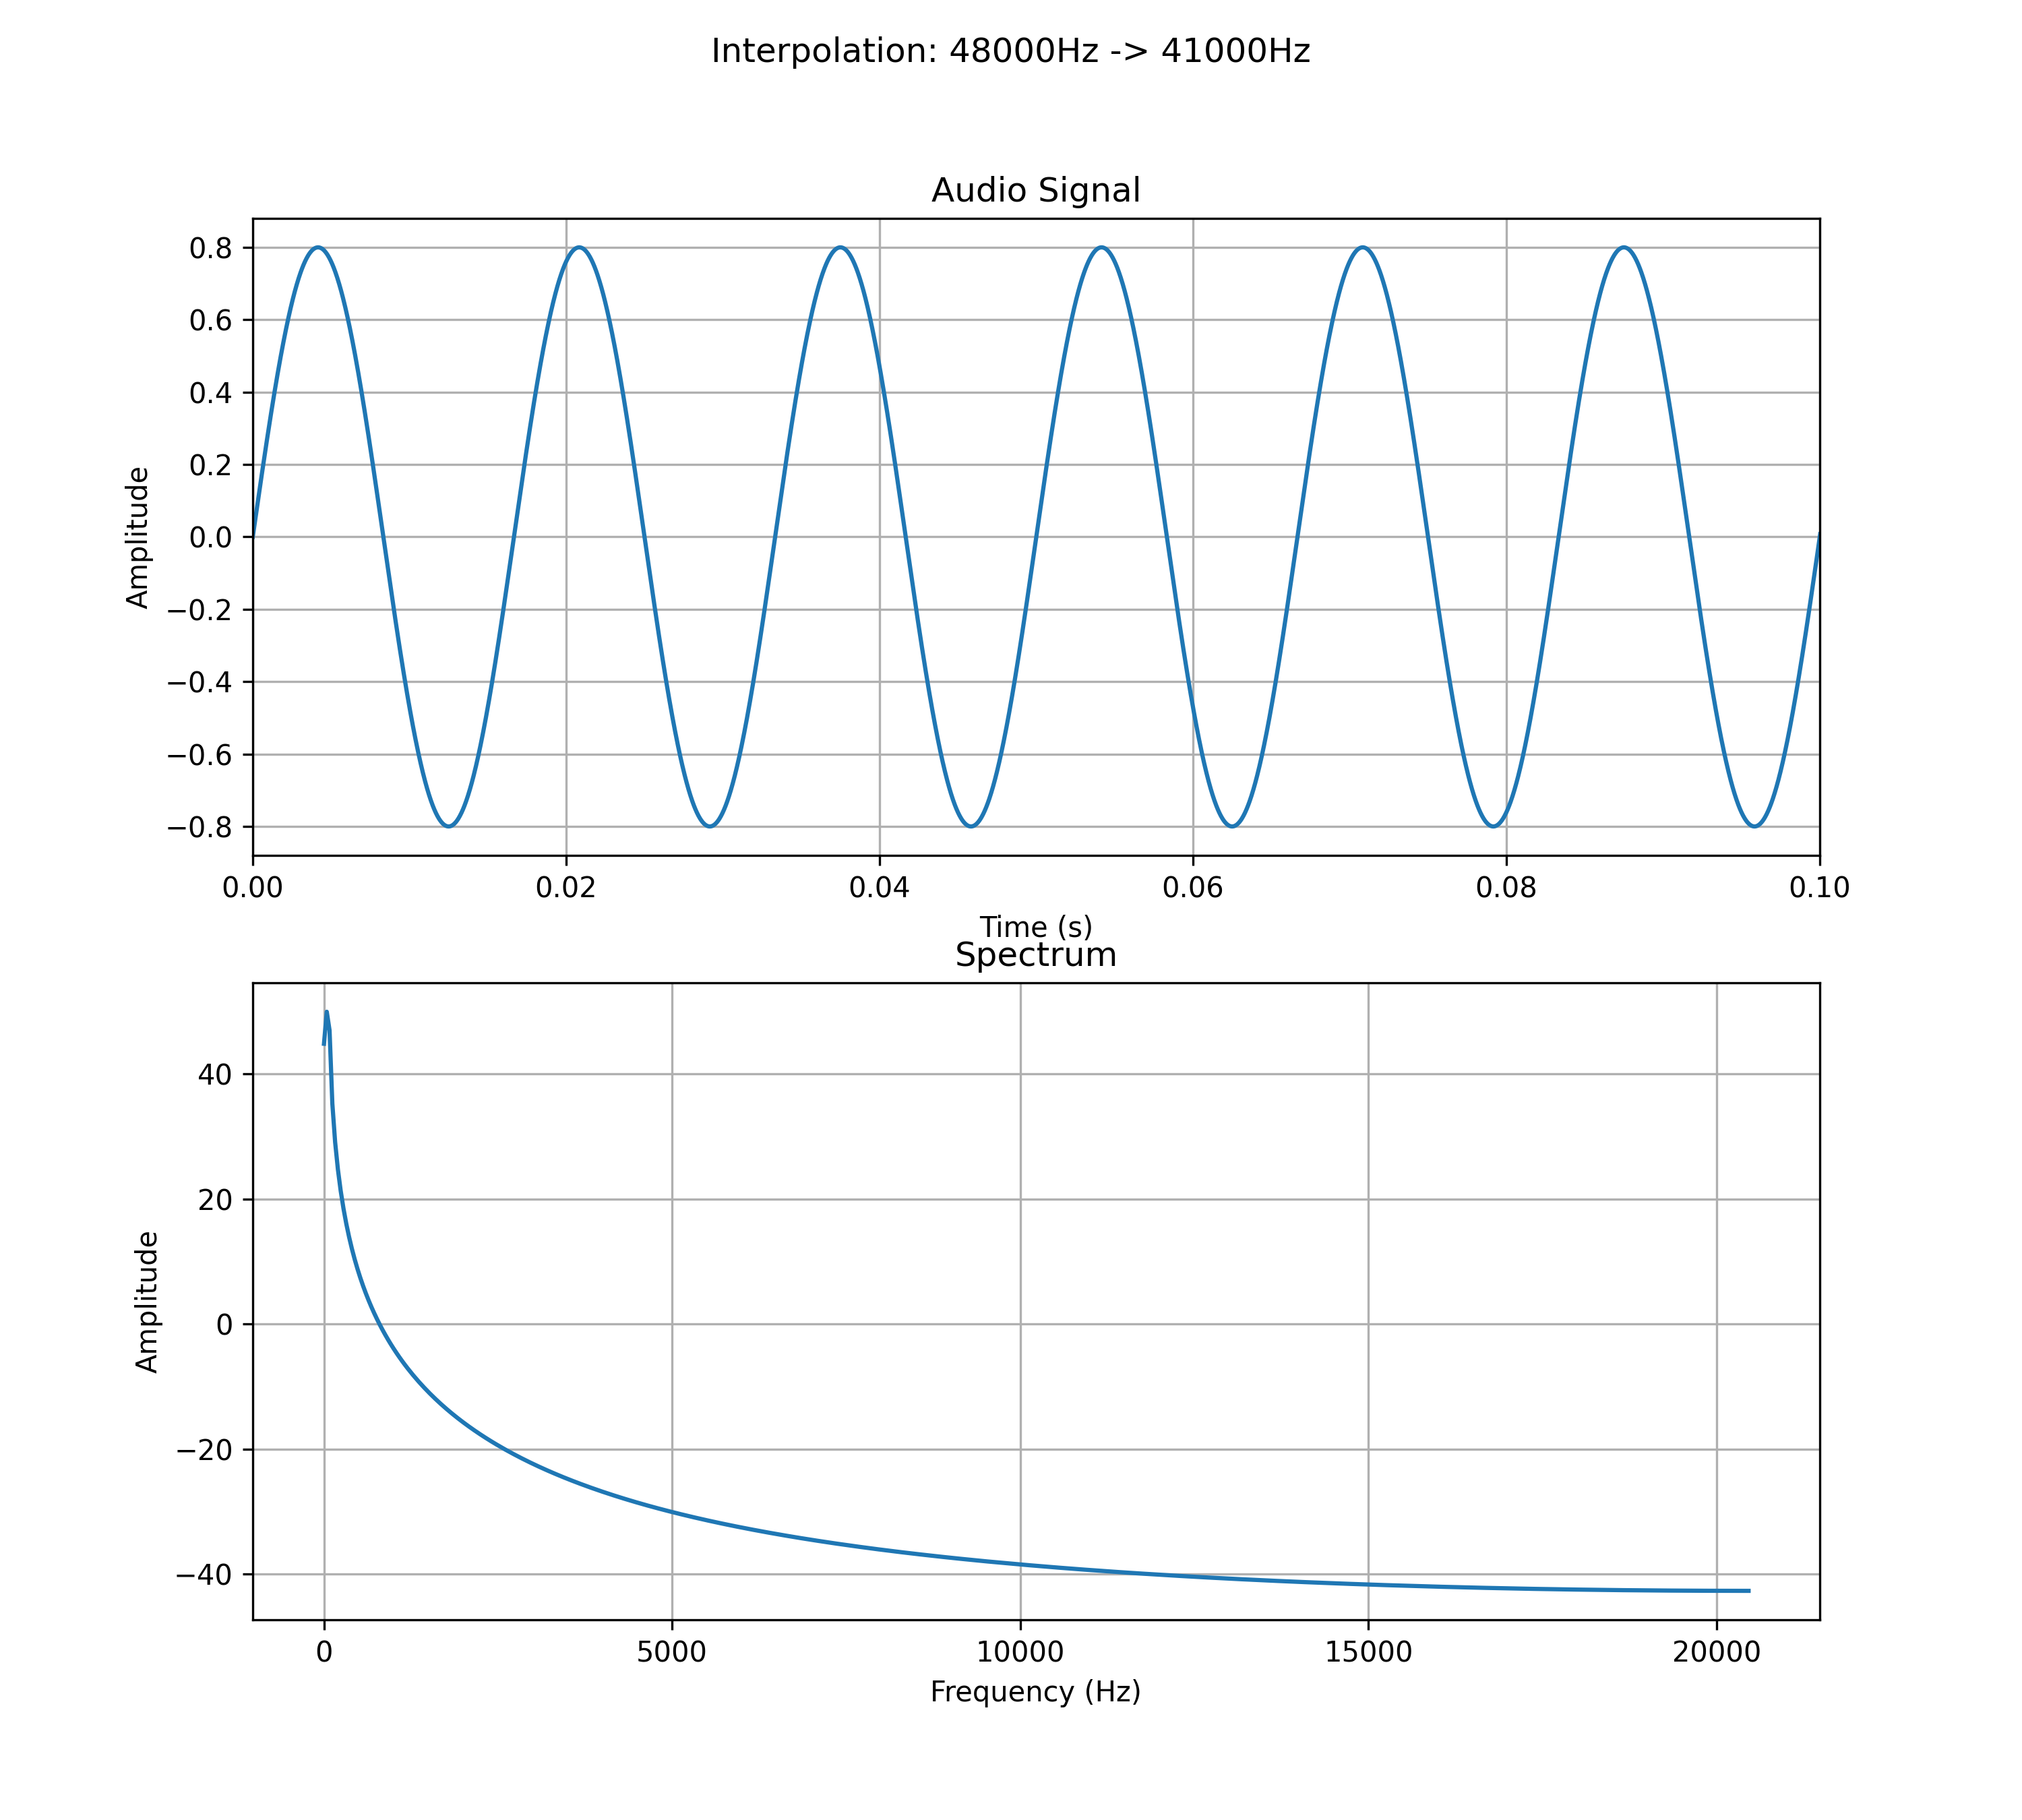 Interpolation: 48000Hz -> 41000Hz
Audio Signal
Amplitude
0.8
0.6
0.4
0.2
0.0
−0.2
−0.4
−0.6
−0.8
0.00 0.02 0.04 0.06 0.08 0.10
Time (s)
Spectrum
Amplitude
40
20
0
−20
−40
0 5000 10000 15000 20000
Frequency (Hz)